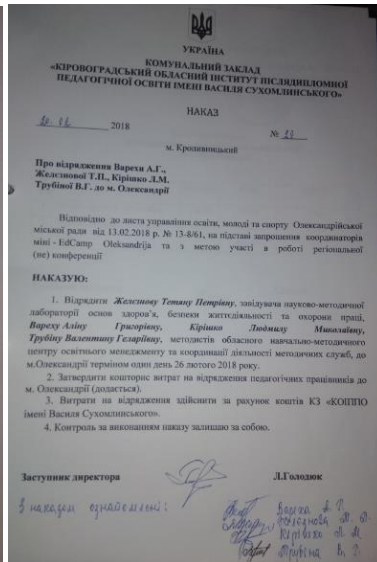 УКРАЇНА
КОМУНАЛЬНИЙ ЗАКЛАД
«КІРОВОГРАДСЬКИЙ ОБЛАСНИЙ ІНСТИТУТ ПІСЛЯДИПЛОМНОЇ
ПЕДАГОГІЧНОЇ ОСВІТИ ІМЕНІ ВАСИЛЯ СУХОМЛИНСЬКОГО»
НАКАЗ
2018
№
м. Кропивницький
Про відрядження Варехи А.Г.,
Желєзнової Т.П., Кірішко Л.М.
Трубіної В.Г. до м. Олександрії
Відповідно до листа управління освіти, молоді та спорту Олександрійської
міської ради від 13.02.2018 р. № 13-8/61, на підставі запрошення координаторів
міні - EdCamp Oleksandrija та з метою участі в роботі регіональної
(не) конференції
НАКАЗУЮ:
1. Відрядити Желєзнову Тетяну Петрівну, завідувача науково-методичної
лабораторії основ здоров'я, безпеки життєдіяльності та охорони праці,
Вареху Аліну Григорівну, Кірішко Людмилу Миколаївну,
Трубіну Валентину Геларіївну, методистів обласного навчально-методичного
центру освітнього менеджменту та координації діяльності методичних служб, до
м.Олександрії терміном один день 26 лютого 2018 року.
2. Затвердити кошторис витрат на відрядження педагогічних працівників до
м. Олександрії (додається).
3. Витрати на відрядження здійснити за рахунок коштів КЗ «КОІППО
імені Василя Сухомлинського».
4. Контроль за виконанням наказу залишаю за собою.
Заступник директора Л.Голодюк
З наказом ознайомлені:
Вареха А. Г.